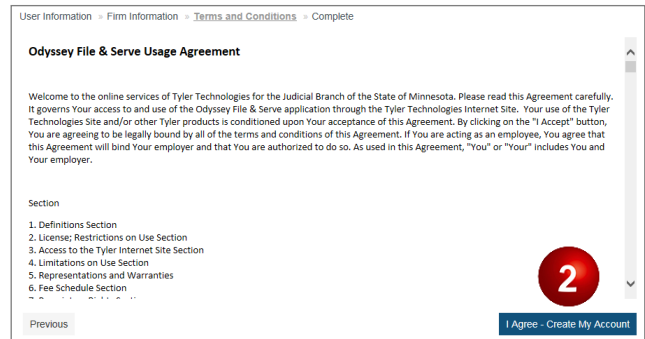 User Information » Firm Information » Terms and Conditions » Complete
Odyssey File & Serve Usage Agreement
Welcome to the online services of Tyler Technologies for the Judicial Branch of the State of Minnesota. Please read this Agreement carefully.
It governs Your access to and use of the Odyssey File & Serve application through the Tyler Technologies Internet Site. Your use of the Tyler
Technologies Site and/or other Tyler products is conditioned upon Your acceptance of this Agreement. By clicking on the "I Accept" button,
You are agreeing to be legally bound by all of the terms and conditions of this Agreement. If You are acting as an employee, You agree that
this Agreement will bind Your employer and that You are authorized to do so. As used in this Agreement, "You" or "Your" includes You and
Your employer.
Section
1. Definitions Section
2. License; Restrictions on Use Section
3. Access to the Tyler Internet Site Section
4. Limitations on Use Section
5. Representations and Warranties
6. Fee Schedule Section
2
Previous
I Agree - Create My Account